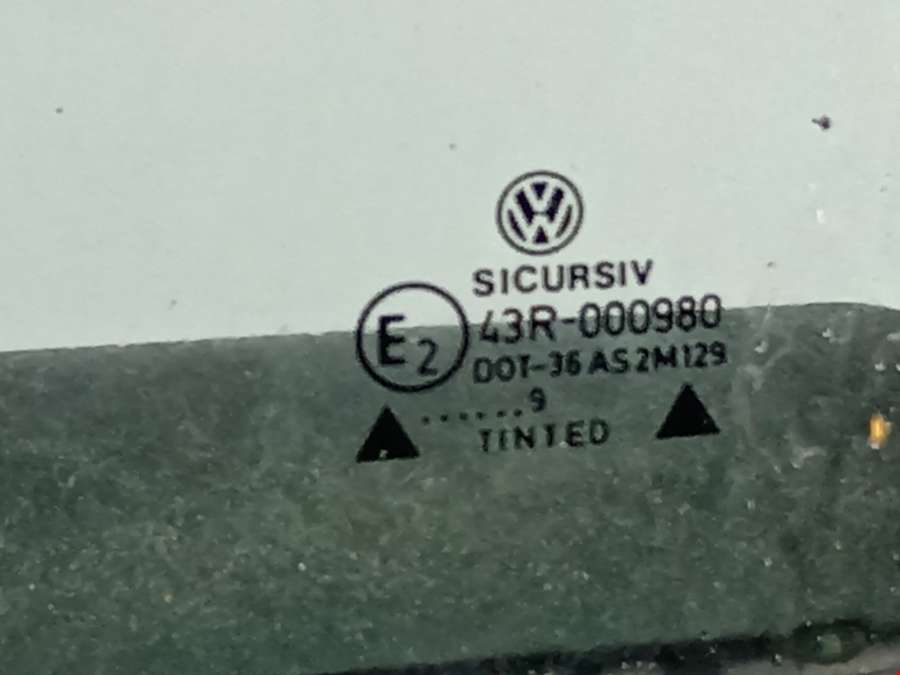 SICURSIV
E2 43R-000980
DOT-36 AS2M129
......9
TINTED